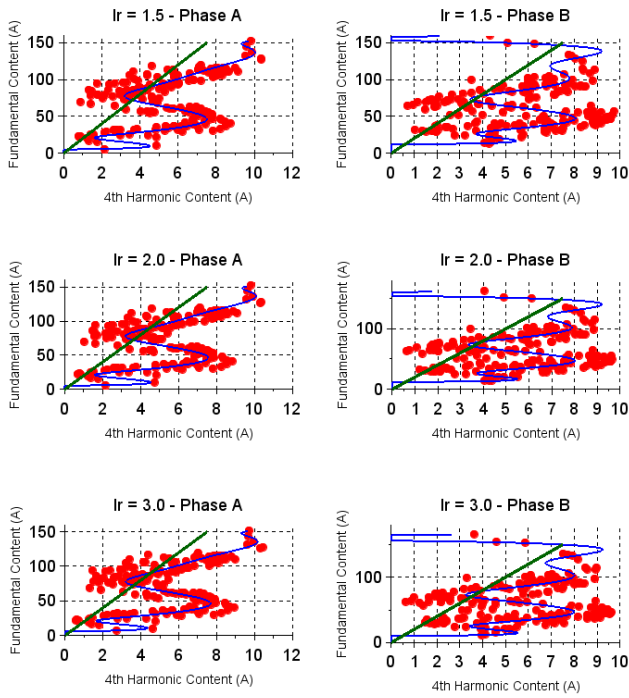 Ir = 1.5 - Phase A
Fundamental Content (A)
150
100
50
0
0 2 4 6 8 10 12
4th Harmonic Content (A)
Ir = 1.5 - Phase B
Fundamental Content (A)
150
100
50
0
0 1 2 3 4 5 6 7 8 9 10
4th Harmonic Content (A)
Ir = 2.0 - Phase A
Fundamental Content (A)
150
100
50
0
0 2 4 6 8 10 12
4th Harmonic Content (A)
Ir = 2.0 - Phase B
Fundamental Content (A)
100
0
0 1 2 3 4 5 6 7 8 9 10
4th Harmonic Content (A)
Ir = 3.0 - Phase A
Fundamental Content (A)
150
100
50
0
0 2 4 6 8 10 12
4th Harmonic Content (A)
Ir = 3.0 - Phase B
Fundamental Content (A)
100
0
0 1 2 3 4 5 6 7 8 9 10
4th Harmonic Content (A)